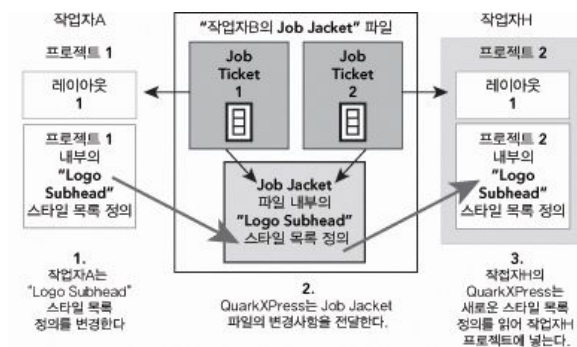 작업자A
프로젝트 1
레이아웃
1
프로젝트 1
내부의
"Logo
Subhead"
스타일 목록 정의
1.
작업자A는
"Logo Subhead"
스타일 목록
정의를 변경한다
"작업자B의 Job Jacket" 파일
Job
Ticket
1
Job
Ticket
2
Job Jacket
파일 내부의
"Logo Subhead"
스타일 목록 정의
2.
QuarkXPress는 Job Jacket
파일의 변경사항을 전달한다.
작업자H
프로젝트 2
레이아웃
1
프로젝트 2
내부의
"Logo
Subhead"
스타일 목록 정의
3.
작업자H의
QuarkXPress는
새로운 스타일 목록
정의를 읽어 작업자H
프로젝트에 넣는다.